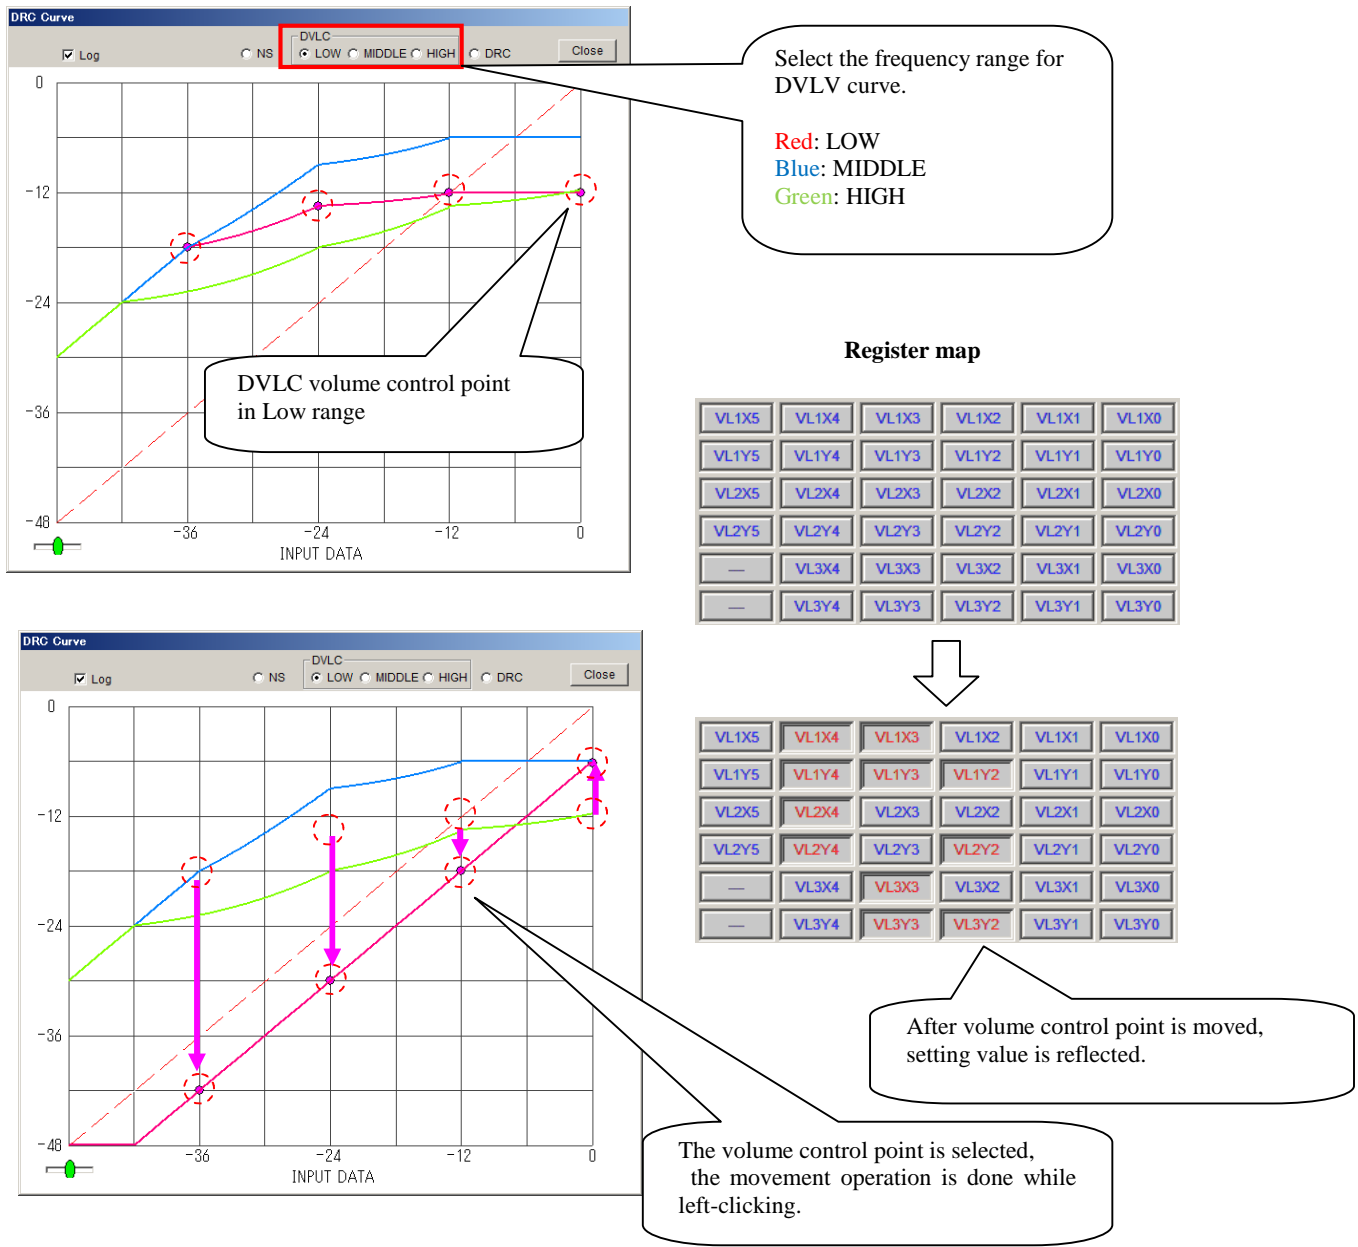 DRC Curve
Log
NS
DVLC
LOW
MIDDLE
HIGH
DRC
Close
0
-12
-24
-36
-48
-36
-24
-12
0
INPUT DATA
DVLC volume control point
in Low range
Select the frequency range for
DVLV curve.
Red: LOW
Blue: MIDDLE
Green: HIGH
Register map
VL1X5 VL1X4 VL1X3 VL1X2 VL1X1 VL1X0
VL1Y5 VL1Y4 VL1Y3 VL1Y2 VL1Y1 VL1Y0
VL2X5 VL2X4 VL2X3 VL2X2 VL2X1 VL2X0
VL2Y5 VL2Y4 VL2Y3 VL2Y2 VL2Y1 VL2Y0
— VL3X4 VL3X3 VL3X2 VL3X1 VL3X0
— VL3Y4 VL3Y3 VL3Y2 VL3Y1 VL3Y0
DRC Curve
Log
NS
DVLC
LOW
MIDDLE
HIGH
DRC
Close
0
-12
-24
-36
-48
-36
-24
-12
0
INPUT DATA
VL1X5 VL1X4 VL1X3 VL1X2 VL1X1 VL1X0
VL1Y5 VL1Y4 VL1Y3 VL1Y2 VL1Y1 VL1Y0
VL2X5 VL2X4 VL2X3 VL2X2 VL2X1 VL2X0
VL2Y5 VL2Y4 VL2Y3 VL2Y2 VL2Y1 VL2Y0
— VL3X4 VL3X3 VL3X2 VL3X1 VL3X0
— VL3Y4 VL3Y3 VL3Y2 VL3Y1 VL3Y0
After volume control point is moved,
setting value is reflected.
The volume control point is selected,
the movement operation is done while
left-clicking.